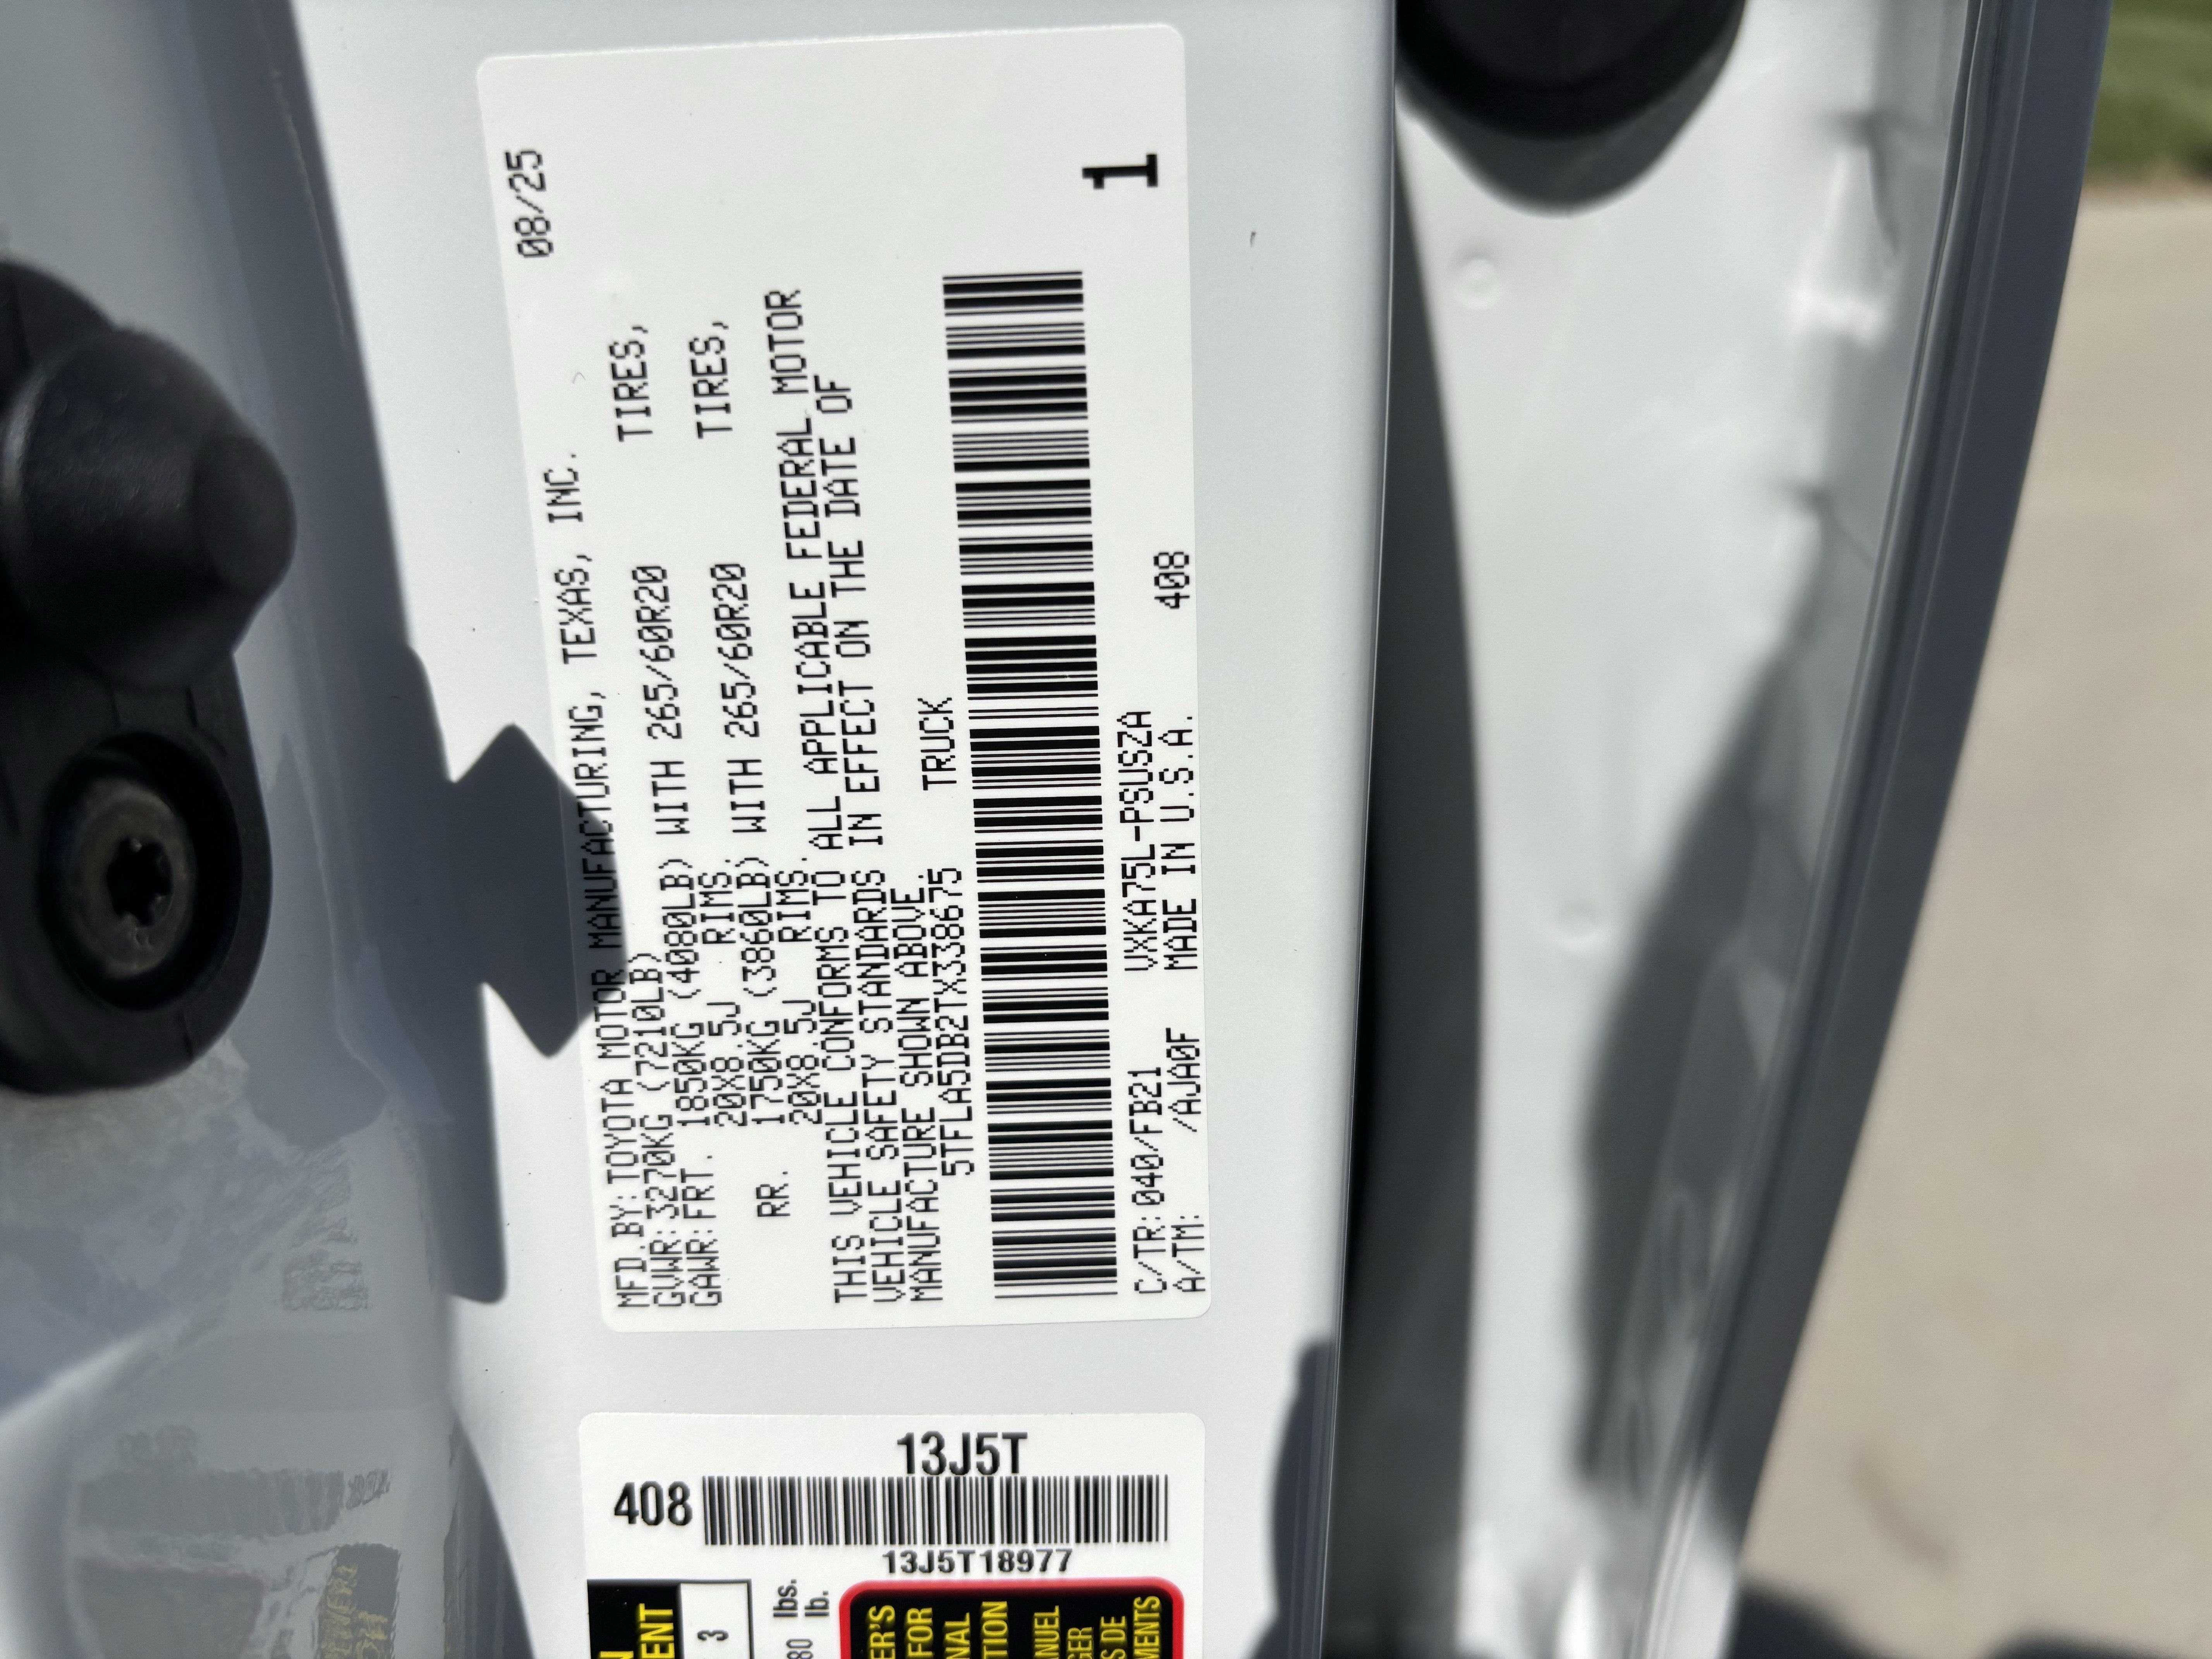 08/25
MFD.BY:TOYOTA MOTOR MANUFACTURING, TEXAS, INC.
GVWR:3270KG (7210LB)
GAWR:FRT. 1850KG (4080LB) WITH 265/60R20 TIRES,
20X8.5J RIMS.
RR. 1750KG (3860LB) WITH 265/60R20 TIRES,
20X8.5J RIMS.
THIS VEHICLE CONFORMS TO ALL APPLICABLE FEDERAL MOTOR
VEHICLE SAFETY STANDARDS IN EFFECT ON THE DATE OF
MANUFACTURE SHOWN ABOVE.
5TFLA5DB2TX338675 TRUCK
C/TR:040/FB21 VXKA75L-PSUSZA
A/TM: /AJA0F MADE IN U.S.A. 408
1
13J5T
408
13J5T18977
3
80 lbs.
lb.
FOR